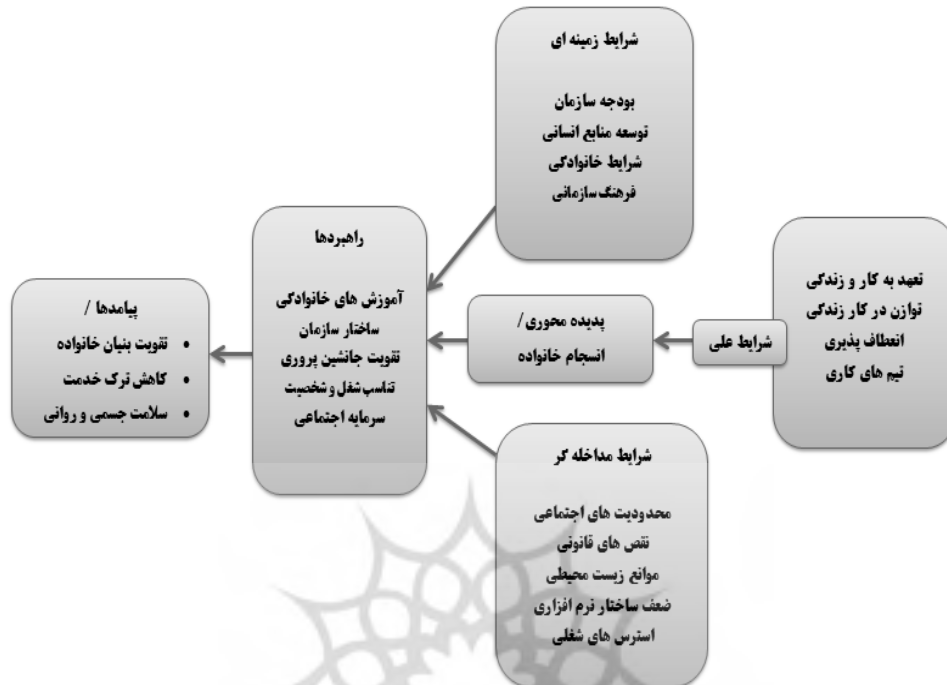 شرایط زمینه ای
بودجه سازمان
توسعه منابع انسانی
شرایط خانوادگی
فرهنگ سازمانی
تعهد به کار و زندگی
توازن در کار زندگی
انعطاف پذیری
تیم های کاری
شرایط علی
پدیده محوری/
انسجام خانواده
راهبردها
آموزش های خانوادگی
ساختار سازمان
تقویت جانشین پروری
تناسب شغل و شخصیت
سرمایه اجتماعی
پیامدها /
• تقویت بنیان خانواده
• کاهش ترک خدمت
• سلامت جسمی و روانی
شرایط مداخله گر
محدودیت های اجتماعی
نقص های قانونی
موانع زیست محیطی
ضعف ساختار نرم افزاری
استرس های شغلی